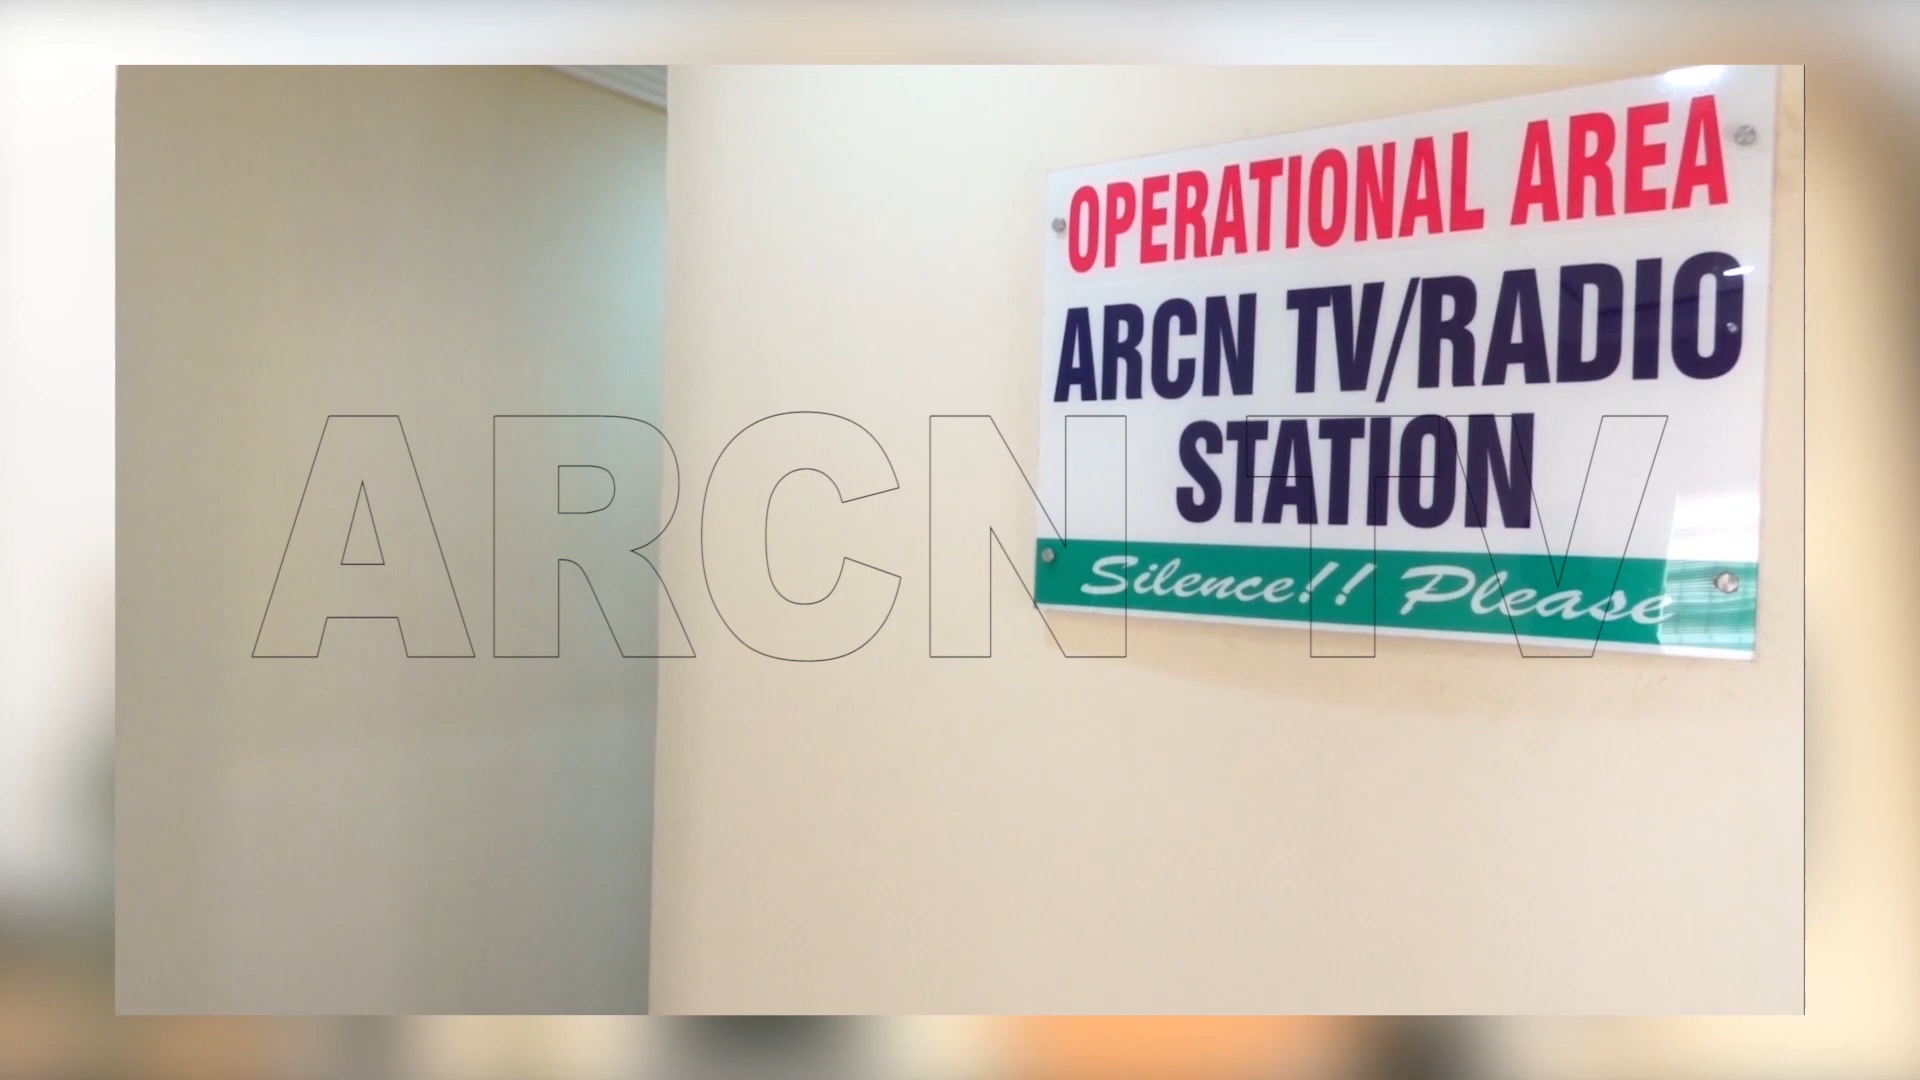 OPERATIONAL AREA
ARCN TV/RADIO
STATION
Silence!! Please
ARCN TV